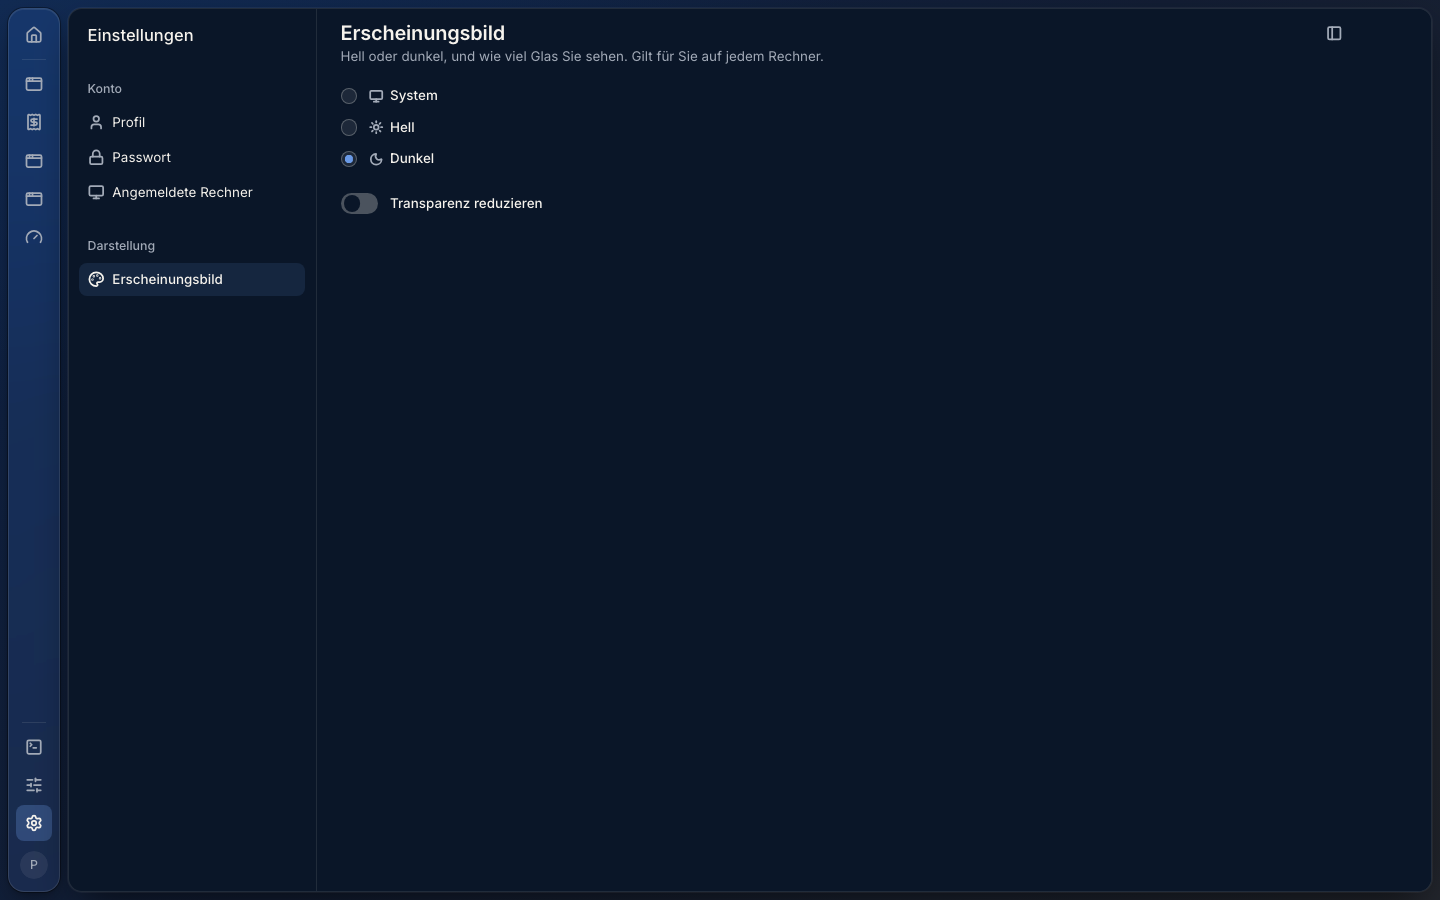 Einstellungen
Konto
Profil
Passwort
Angemeldete Rechner
Darstellung
Erscheinungsbild
P
Erscheinungsbild
Hell oder dunkel, und wie viel Glas Sie sehen. Gilt für Sie auf jedem Rechner.
System
Hell
Dunkel
Transparenz reduzieren